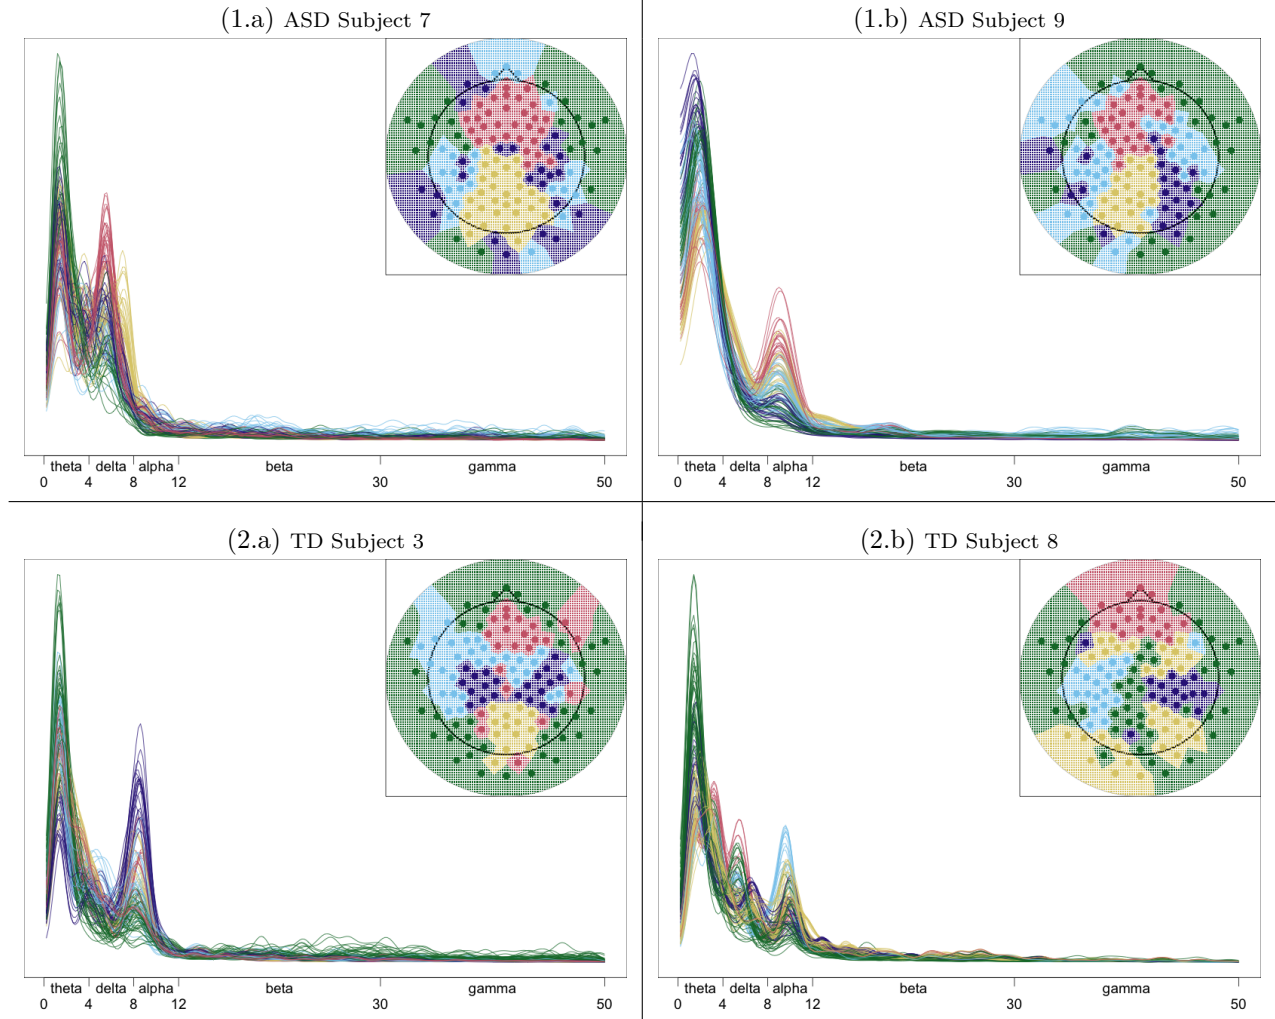 (1.a) ASD Subject 7
(1.b) ASD Subject 9
theta delta alpha beta gamma
0 4 8 12 30 50
theta delta alpha beta gamma
0 4 8 12 30 50
(2.a) TD Subject 3
(2.b) TD Subject 8
theta delta alpha beta gamma
0 4 8 12 30 50
theta delta alpha beta gamma
0 4 8 12 30 50